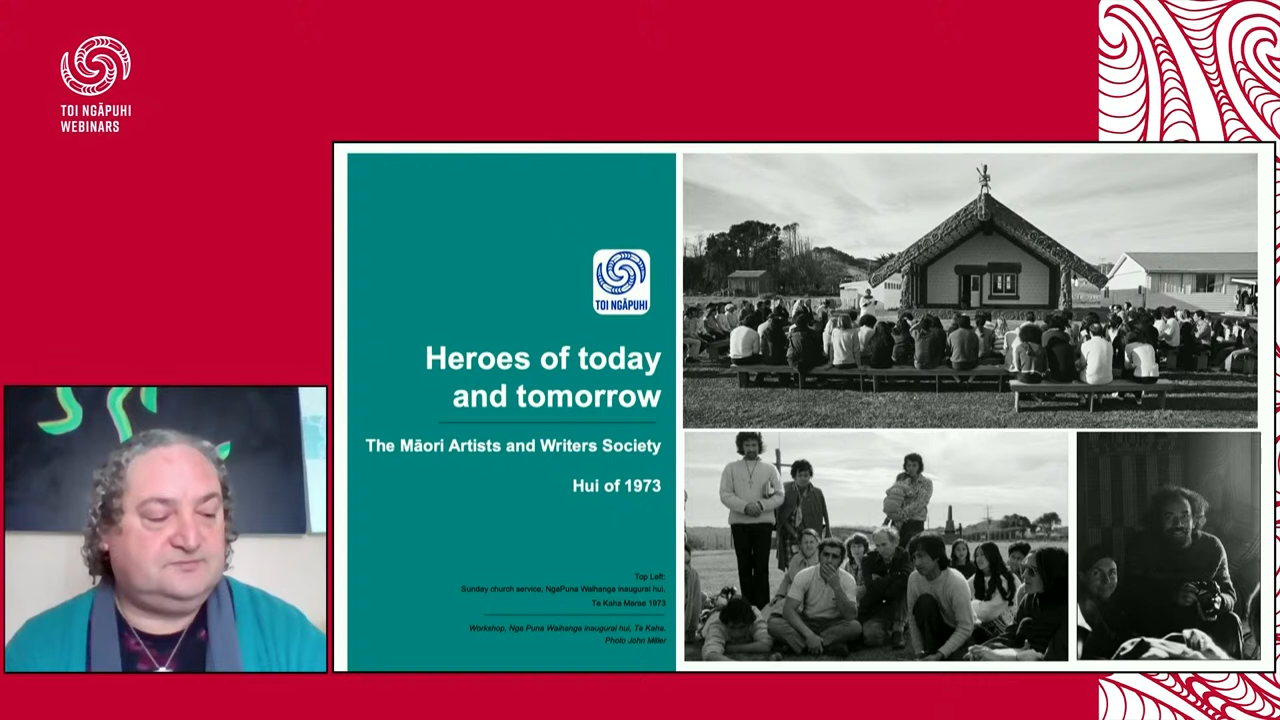 TOI NGĀPUHI
WEBINARS
TOI NGĀPUHI
Heroes of today
and tomorrow
The Māori Artists and Writers Society
Hui of 1973
Top Left:
Sunday church service, NgaPuna Waihanga inaugural hui,
Te Kaha Marae 1973
Workshop, Nga Puna Waihanga inaugural hui, Te Kaha.
Photo John Miller